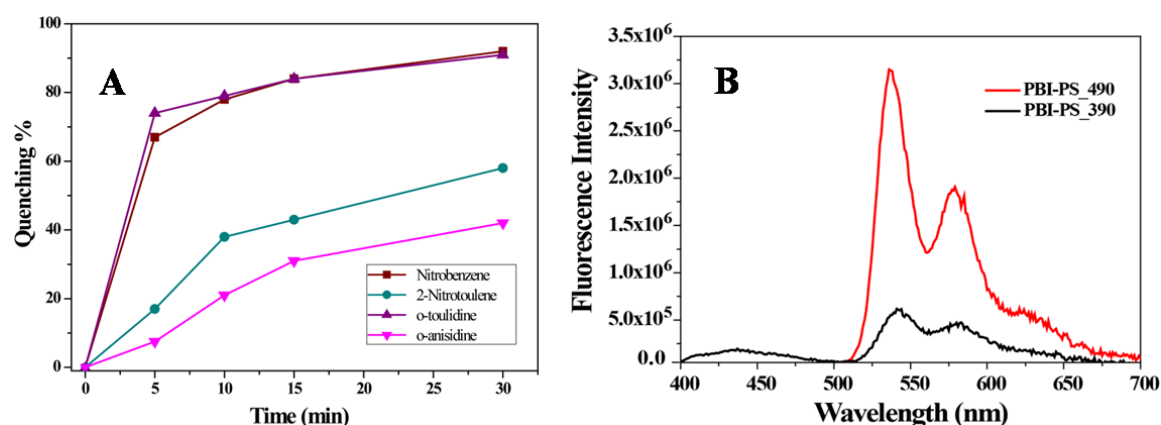 A
Quenching %
100
80
60
40
20
0
0 5 10 15 20 25 30
Time (min)
Nitrobenzene
2-Nitrotoulene
o-toulidine
o-anisidine
B
Fluorescence Intensity
3.5x10⁶
3.0x10⁶
2.5x10⁶
2.0x10⁶
1.5x10⁶
1.0x10⁶
5.0x10⁵
0.0
400 450 500 550 600 650 700
Wavelength (nm)
PBI-PS_490
PBI-PS_390